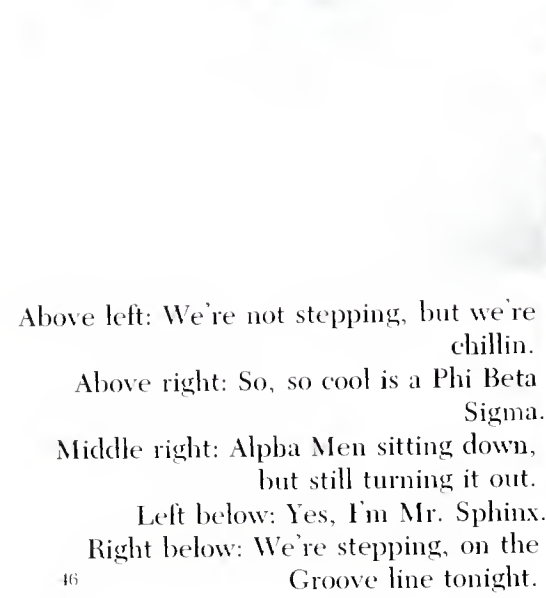 Above left: We're not stepping, but we're
chillin.
Above right: So, so cool is a Phi Beta
Sigma.
Middle right: Alpha Men sitting down,
but still turning it out.
Left below: Yes, I'm Mr. Sphinx.
Right below: We're stepping, on the
46 Groove line tonight.